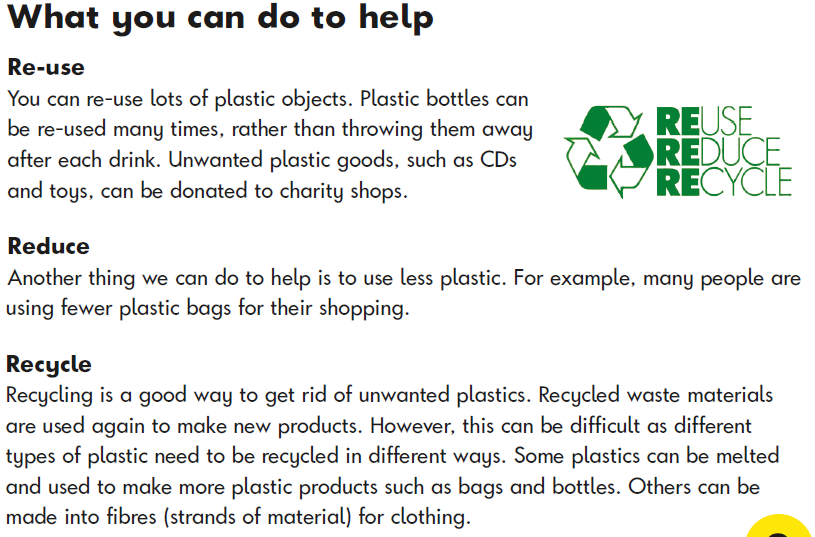 What you can do to help
Re-use
You can re-use lots of plastic objects. Plastic bottles can
be re-used many times, rather than throwing them away
after each drink. Unwanted plastic goods, such as CDs
and toys, can be donated to charity shops.
REUSE
REDUCE
RECYCLE
Reduce
Another thing we can do to help is to use less plastic. For example, many people are
using fewer plastic bags for their shopping.
Recycle
Recycling is a good way to get rid of unwanted plastics. Recycled waste materials
are used again to make new products. However, this can be difficult as different
types of plastic need to be recycled in different ways. Some plastics can be melted
and used to make more plastic products such as bags and bottles. Others can be
made into fibres (strands of material) for clothing.